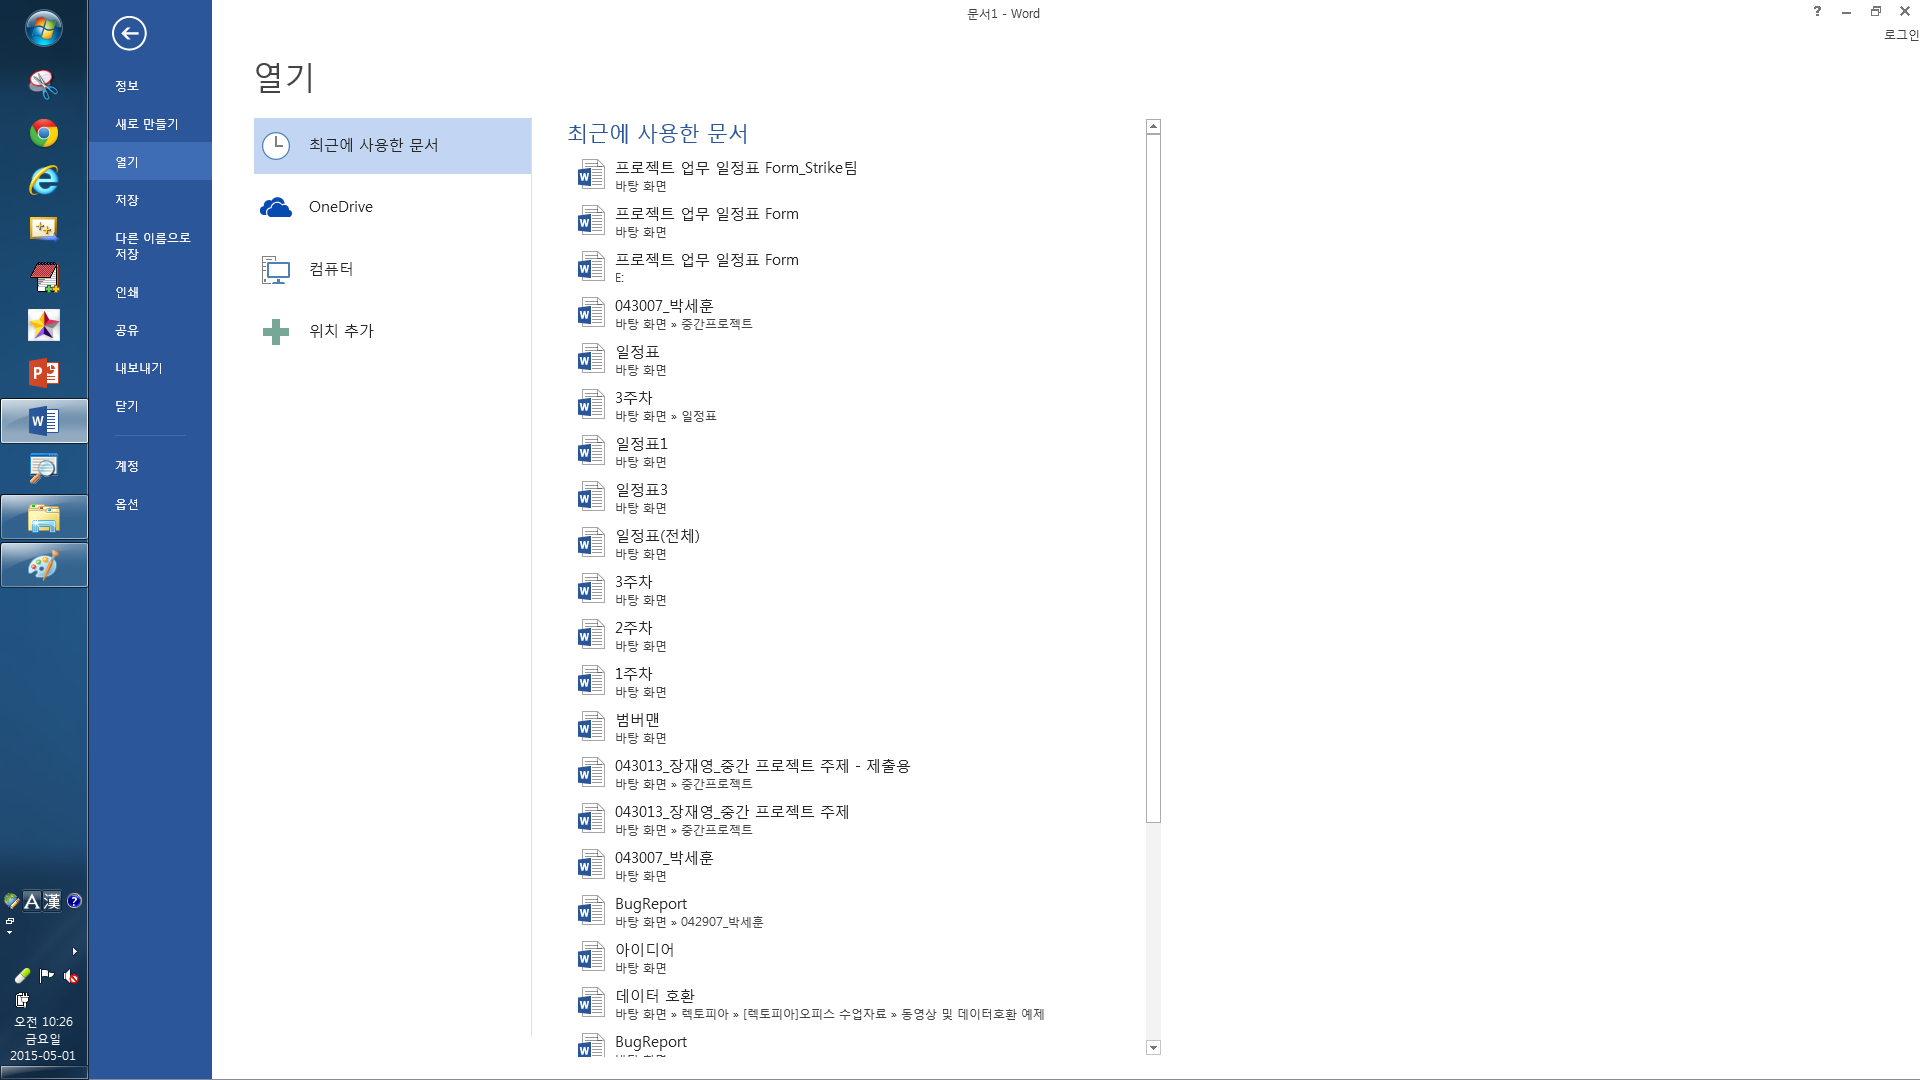 문서1 - Word
로그인
정보
새로 만들기
열기
저장
다른 이름으로
저장
인쇄
공유
내보내기
닫기
계정
옵션
열기
최근에 사용한 문서
OneDrive
컴퓨터
위치 추가
최근에 사용한 문서
프로젝트 업무 일정표 Form_Strike팀
바탕 화면
프로젝트 업무 일정표 Form
바탕 화면
프로젝트 업무 일정표 Form
E:
043007_박세훈
바탕 화면 » 중간프로젝트
일정표
바탕 화면
3주차
바탕 화면 » 일정표
일정표1
바탕 화면
일정표3
바탕 화면
일정표(전체)
바탕 화면
3주차
바탕 화면
2주차
바탕 화면
1주차
바탕 화면
범버맨
바탕 화면
043013_장재영_중간 프로젝트 주제 - 제출용
바탕 화면 » 중간프로젝트
043013_장재영_중간 프로젝트 주제
바탕 화면 » 중간프로젝트
043007_박세훈
바탕 화면
BugReport
바탕 화면 » 042907_박세훈
아이디어
바탕 화면
데이터 호환
바탕 화면 » 렉토피아 » [렉토피아]오피스 수업자료 » 동영상 및 데이터호환 예제
BugReport
A 漢
오전 10:26
금요일
2015-05-01